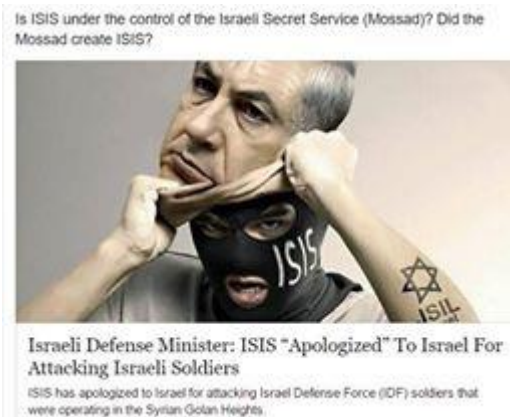 Is ISIS under the control of the Israeli Secret Service (Mossad)? Did the
Mossad create ISIS?
ISIS
ISIL
Israeli Defense Minister: ISIS “Apologized” To Israel For
Attacking Israeli Soldiers
ISIS has apologized to Israel for attacking Israel Defense Force (IDF) soldiers that
were operating in the Syrian Golan Heights.